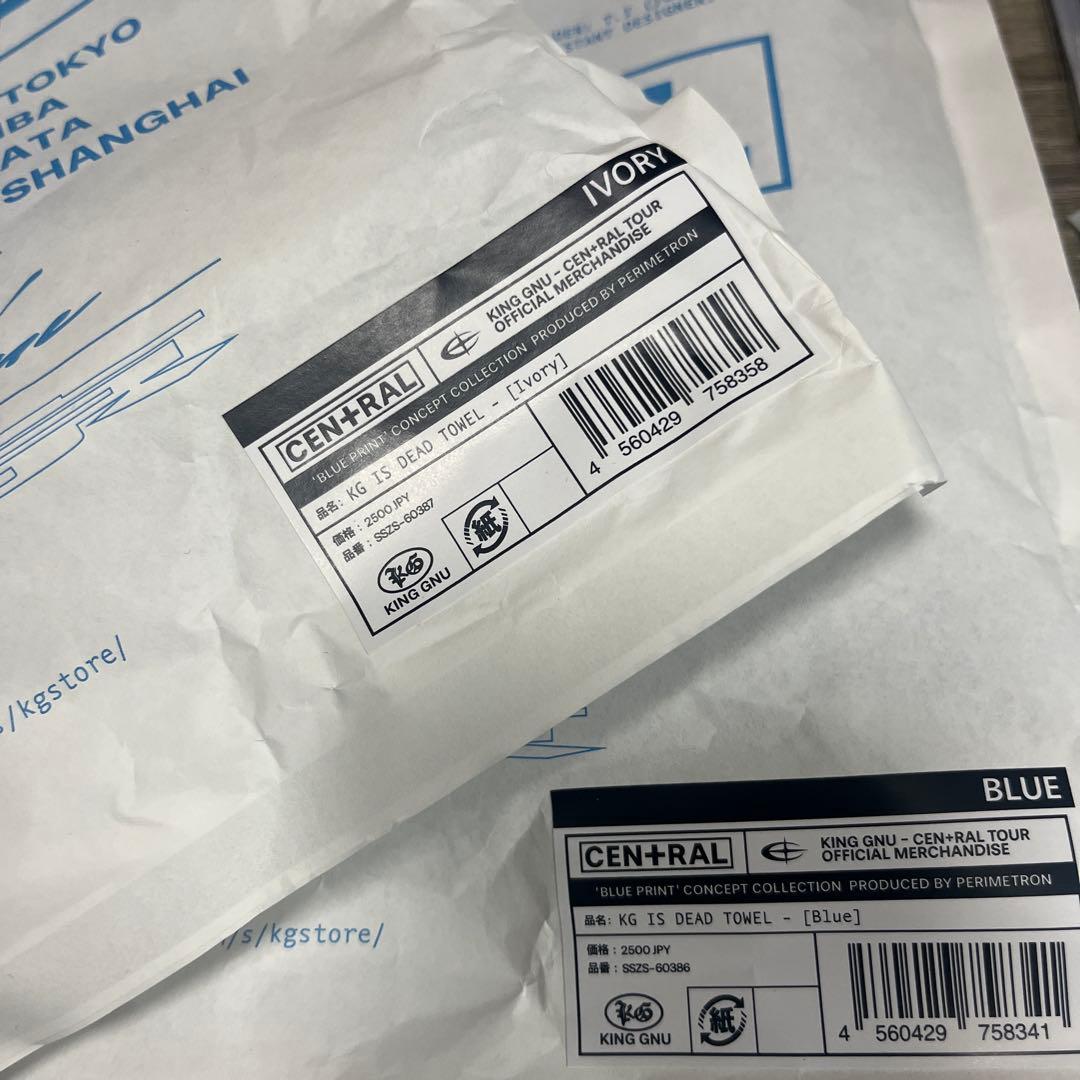 TOKYO
SHANGHAI
IVORY
CEN+RAL
KING GNU - CEN+RAL TOUR
OFFICIAL MERCHANDISE
'BLUE PRINT' CONCEPT COLLECTION PRODUCED BY PERIMETRON
品名: KG IS DEAD TOWEL - [Ivory]
価格 : 2500 JPY
品番 : SSZS-60387
KG
KING GNU
紙
4 560429 758358
s/kgstore/
/s/kgstore/
BLUE
CEN+RAL
KING GNU - CEN+RAL TOUR
OFFICIAL MERCHANDISE
'BLUE PRINT' CONCEPT COLLECTION PRODUCED BY PERIMETRON
品名: KG IS DEAD TOWEL - [Blue]
価格 : 2500 JPY
品番 : SSZS-60386
KG
KING GNU
紙
4 560429 758341